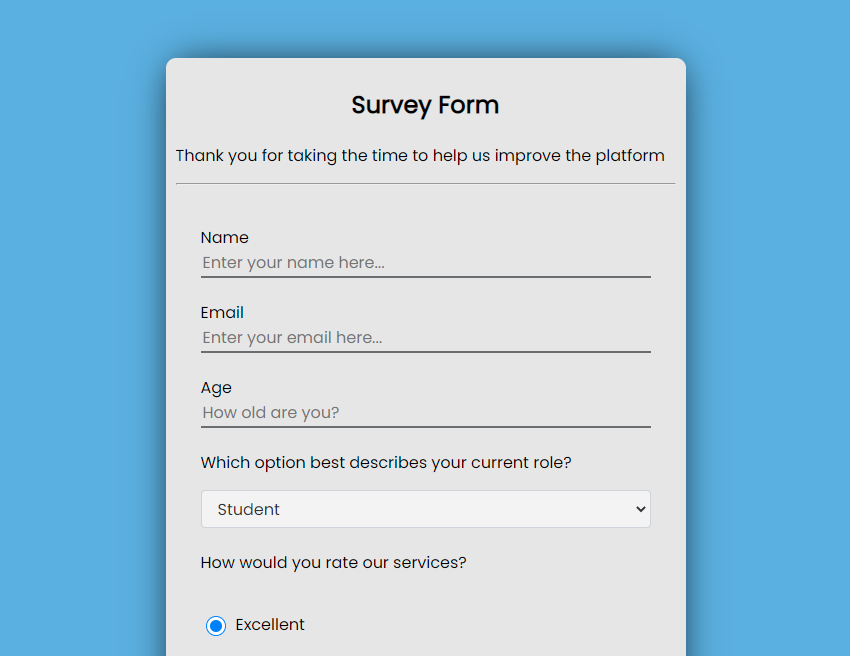 Survey Form
Thank you for taking the time to help us improve the platform
Name
Enter your name here...
Email
Enter your email here...
Age
How old are you?
Which option best describes your current role?
Student
How would you rate our services?
Excellent